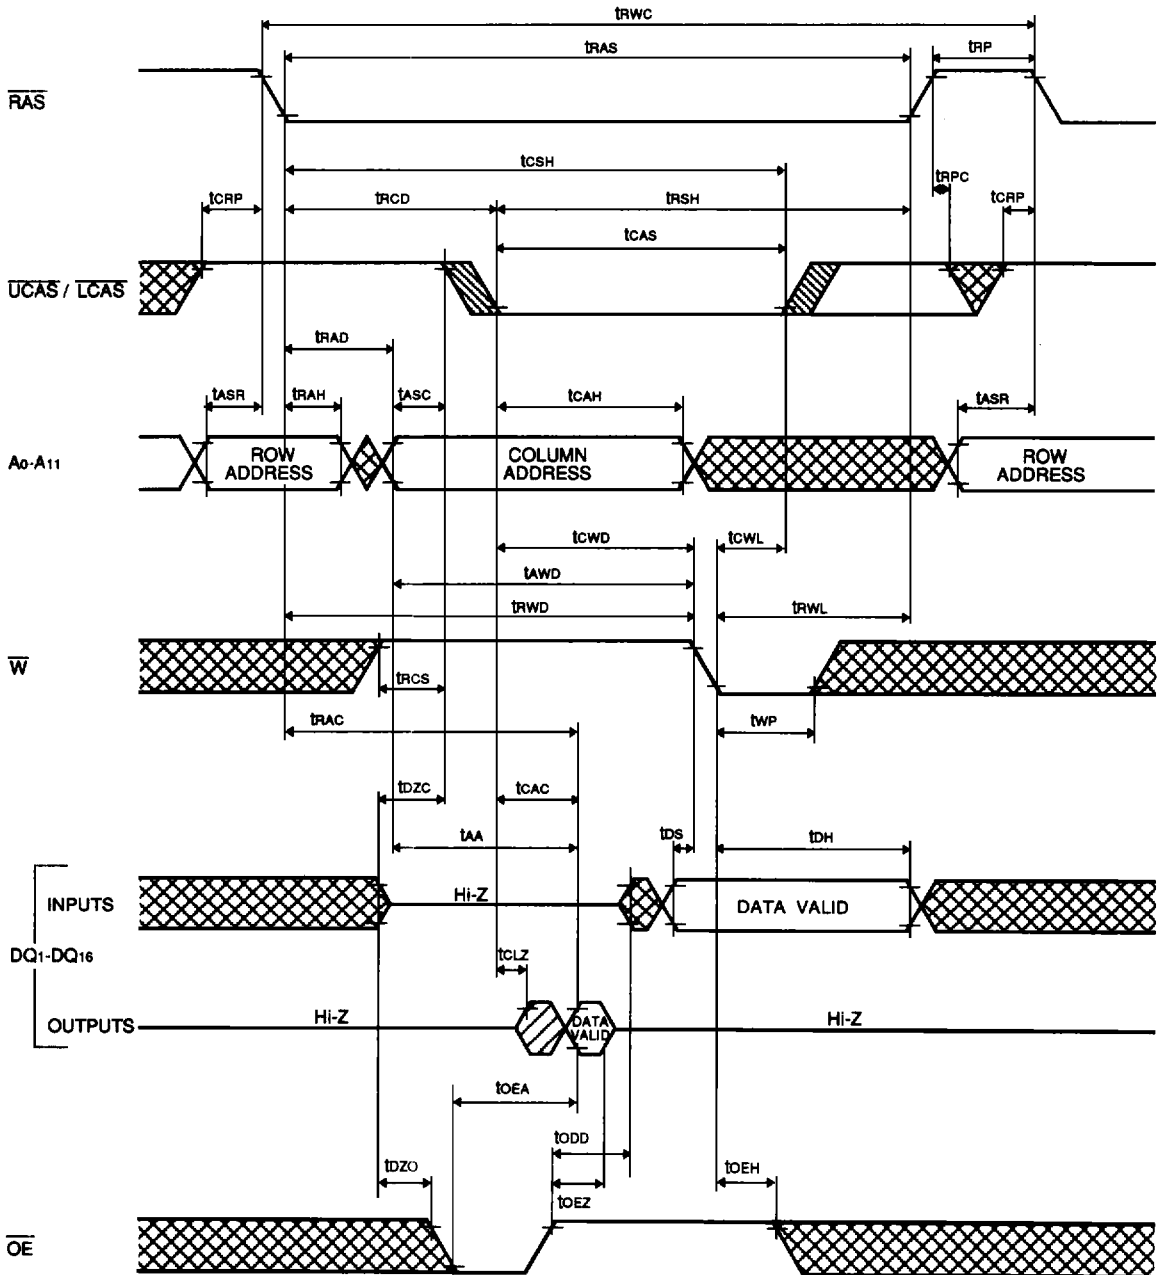 tRWC
tRAS tRP
RAS
tCSH
tRPC
tCRP tRCD tRSH tCRP
tCAS
UCAS / LCAS
tRAD
tASR tRAH tASC tCAH tASR
A0-A11 ROW ADDRESS COLUMN ADDRESS ROW ADDRESS
tCWD tCWL
tAWD
tRWD tRWL
W
tRCS
tRAC tWP
tDZC tCAC
tAA tDS tDH
INPUTS Hi-Z DATA VALID
DQ1-DQ16
tCLZ
OUTPUTS Hi-Z DATA VALID Hi-Z
tOEA
tODD
tDZO tOEZ tOEH
OE